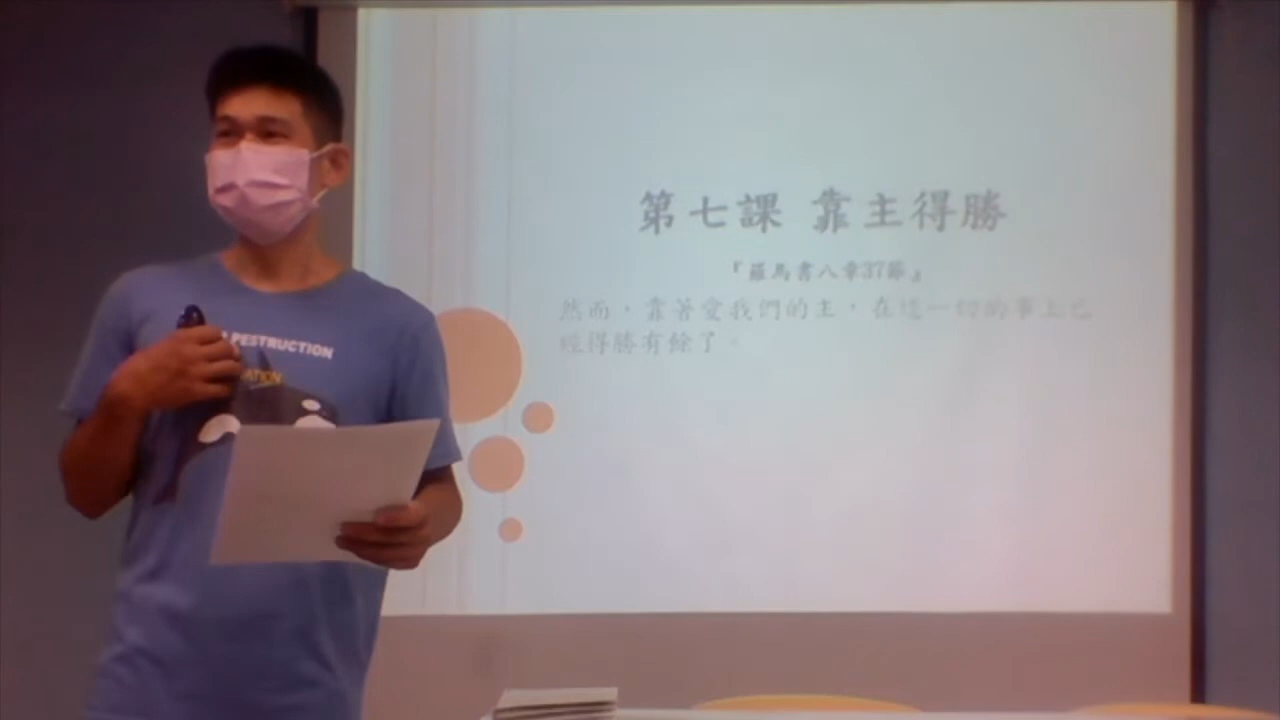 第七課 靠主得勝
『羅馬書八章37節』
然而，靠著愛我們的主，在這一切的事上已
經得勝有餘了。
PESTRUCTION
ATION